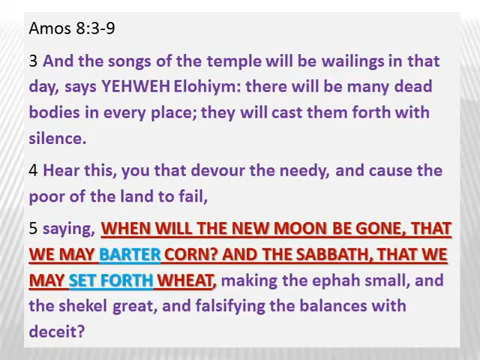 Amos 8:3-9
3 And the songs of the temple will be wailings in that
day, says YEHWEH Elohiym: there will be many dead
bodies in every place; they will cast them forth with
silence.
4 Hear this, you that devour the needy, and cause the
poor of the land to fail,
5 saying, WHEN WILL THE NEW MOON BE GONE, THAT
WE MAY BARTER CORN? AND THE SABBATH, THAT WE
MAY SET FORTH WHEAT, making the ephah small, and
the shekel great, and falsifying the balances with
deceit?